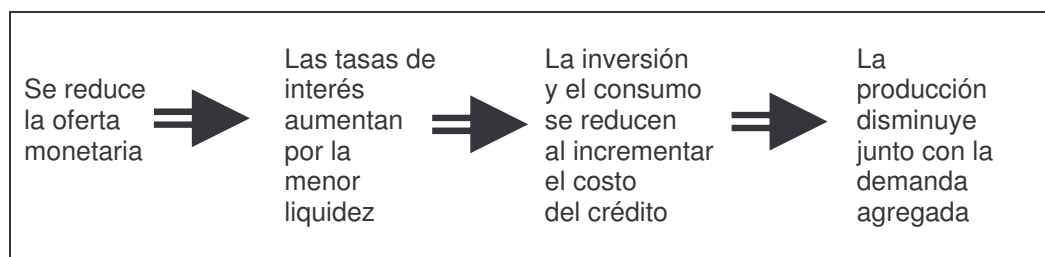 Se reduce
la oferta
monetaria
Las tasas de
interés
aumentan
por la
menor
liquidez
La inversión
y el consumo
se reducen
al incrementar
el costo
del crédito
La
producción
disminuye
junto con la
demanda
agregada